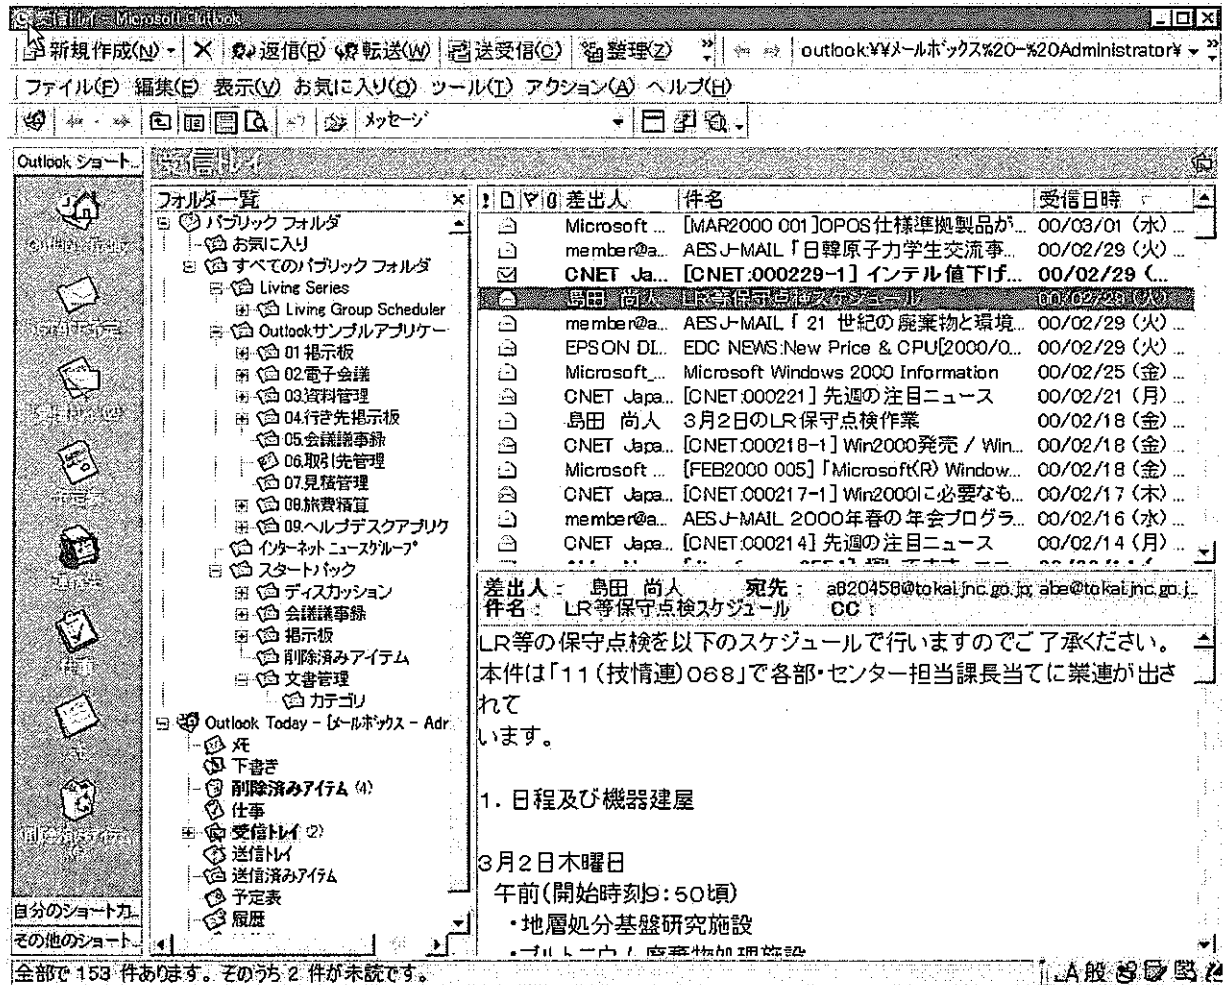 受信トレイ - Microsoft Outlook
新規作成(N) 返信(R) 転送(W) 送受信(C) 整理(Z) outlook:¥¥メールボックス%20-%20Administrator¥
ファイル(F) 編集(E) 表示(V) お気に入り(O) ツール(T) アクション(A) ヘルプ(H)
メッセージ
Outlook ショート...
受信トレイ
自分のショートカ...
その他のショート...
フォルダ一覧
パブリック フォルダ
お気に入り
すべてのパブリック フォルダ
Living Series
Living Group Scheduler
Outlookサンプルアプリケー
01 掲示板
02.電子会議
03.資料管理
04.行き先掲示板
05.会議議事録
06.取引先管理
07.見積管理
08.旅費精算
09.ヘルプデスクアプリケ
インターネット ニュースグループ
スタートパック
ディスカッション
会議議事録
掲示板
削除済みアイテム
文書管理
カテゴリ
Outlook Today - [メールボックス - Adr
メモ
下書き
削除済みアイテム (4)
仕事
受信トレイ (2)
送信トレイ
送信済みアイテム
予定表
履歴
差出人 件名 受信日時
Microsoft ... [MAR2000 001]OPOS仕様準拠製品が... 00/03/01 (水) ...
member@a... AESJ-MAIL「日韓原子力学生交流事... 00/02/29 (火) ...
CNET Ja... [CNET:000229-1] インテル値下げ... 00/02/29 (...
島田 尚人 LR等保守点検スケジュール 00/02/29 (火)
member@a... AESJ-MAIL「 21 世紀の廃棄物と環境... 00/02/29 (火) ...
EPSON DI... EDC NEWS:New Price & CPU[2000/0... 00/02/29 (火) ...
Microsoft_... Microsoft Windows 2000 Information 00/02/25 (金) ...
CNET Japa... [CNET:000221] 先週の注目ニュース 00/02/21 (月) ...
島田 尚人 3月2日のLR保守点検作業 00/02/18 (金) ...
CNET Japa... [CNET:000218-1] Win2000発売 / Win... 00/02/18 (金) ...
Microsoft ... [FEB2000 005]「Microsoft(R) Window... 00/02/18 (金) ...
CNET Japa... [CNET:000217-1] Win2000に必要なも... 00/02/17 (木) ...
member@a... AESJ-MAIL 2000年春の年会プログラ... 00/02/16 (水) ...
CNET Japa... [CNET:000214] 先週の注目ニュース 00/02/14 (月) ...
差出人: 島田 尚人 宛先: a820458@tokai.jnc.go.jp; abe@tokai.jnc.go.j...
件名: LR等保守点検スケジュール CC:
LR等の保守点検を以下のスケジュールで行いますのでご了承ください。
本件は「11(技情連)068」で各部・センター担当課長当てに業連が出さ
れて
います。
1. 日程及び機器建屋
3月2日木曜日
午前(開始時刻9:50頃)
・地層処分基盤研究施設
・プルトニウム廃棄物処理施設
全部で 153 件あります。そのうち 2 件が未読です。
A 般